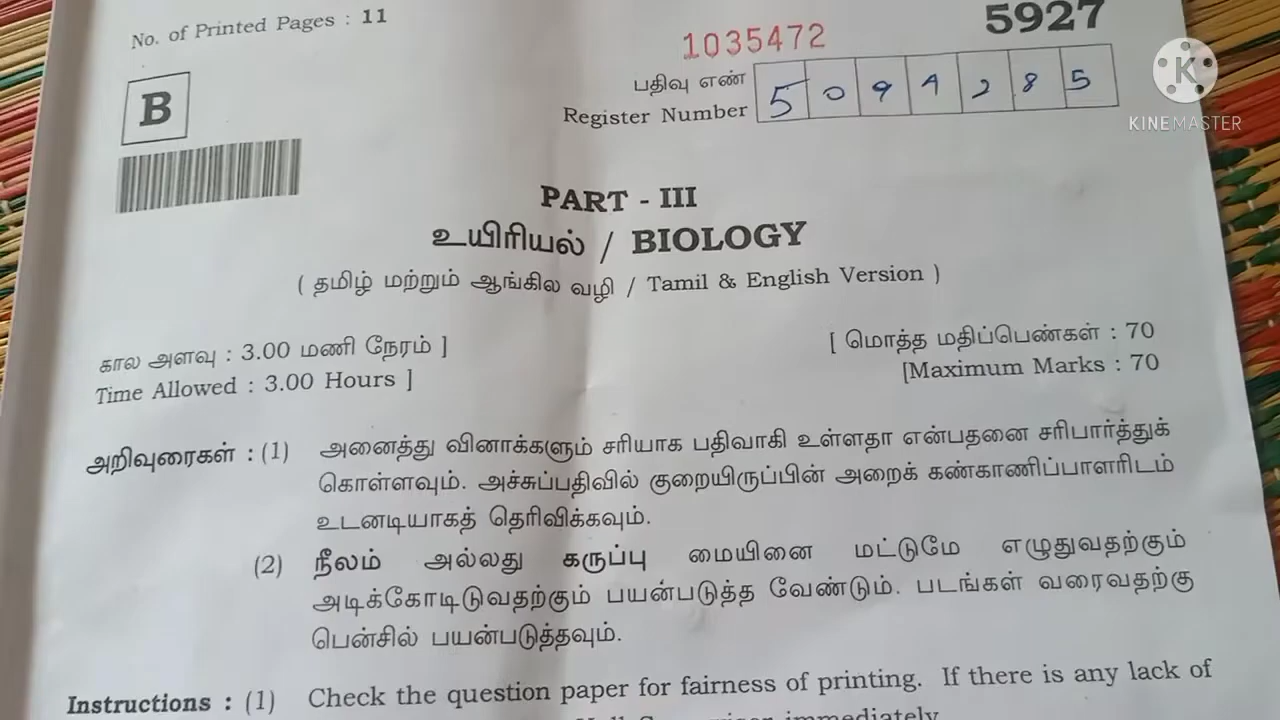 No. of Printed Pages : 11
1035472
5927
B
பதிவு எண்
Register Number
5 0 9 4 2 8 5
KINEMASTER
PART - III
உயிரியல் / BIOLOGY
( தமிழ் மற்றும் ஆங்கில வழி / Tamil & English Version )
கால அளவு : 3.00 மணி நேரம் ]
[ மொத்த மதிப்பெண்கள் : 70
Time Allowed : 3.00 Hours ]
[Maximum Marks : 70
அறிவுரைகள் : (1) அனைத்து வினாக்களும் சரியாக பதிவாகி உள்ளதா என்பதனை சரிபார்த்துக்
கொள்ளவும். அச்சுப்பதிவில் குறையிருப்பின் அறைக் கண்காணிப்பாளரிடம்
உடனடியாகத் தெரிவிக்கவும்.
(2) நீலம் அல்லது கருப்பு மையினை மட்டுமே எழுதுவதற்கும்
அடிக்கோடிடுவதற்கும் பயன்படுத்த வேண்டும். படங்கள் வரைவதற்கு
பென்சில் பயன்படுத்தவும்.
Instructions : (1) Check the question paper for fairness of printing. If there is any lack of
immediately